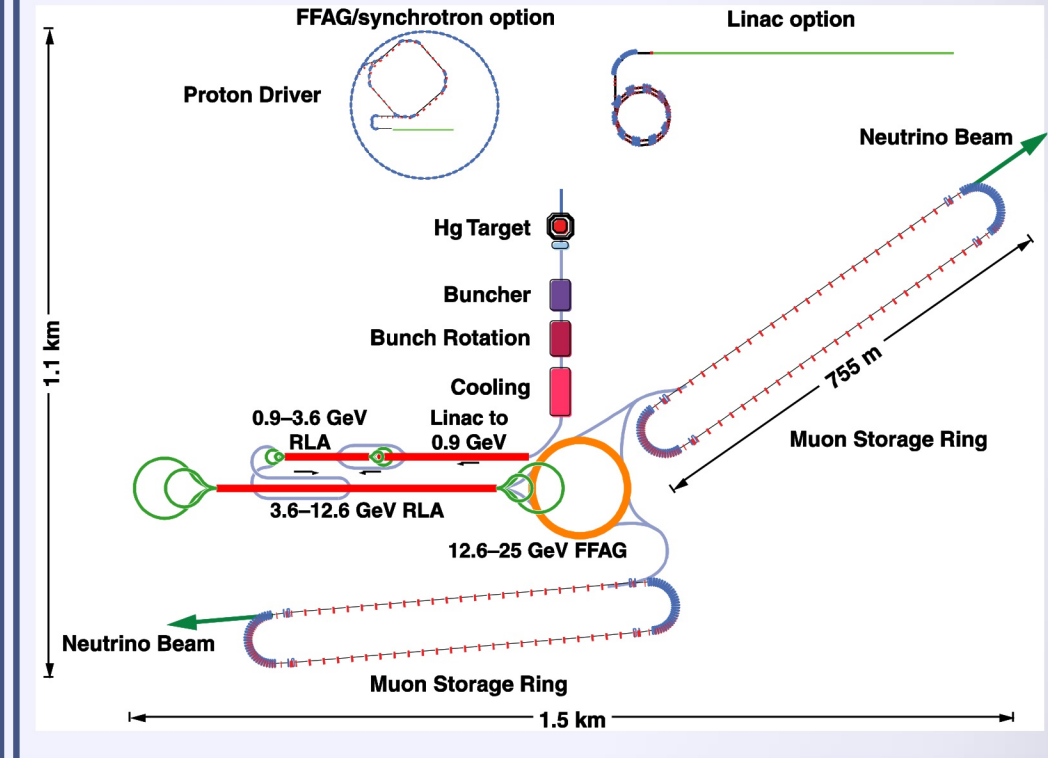 FFAG/synchrotron option
Linac option
Proton Driver
Neutrino Beam
Hg Target
Buncher
Bunch Rotation
Cooling
1.1 km
755 m
0.9–3.6 GeV
RLA
Linac to
0.9 GeV
Muon Storage Ring
3.6–12.6 GeV RLA
12.6–25 GeV FFAG
Neutrino Beam
Muon Storage Ring
1.5 km